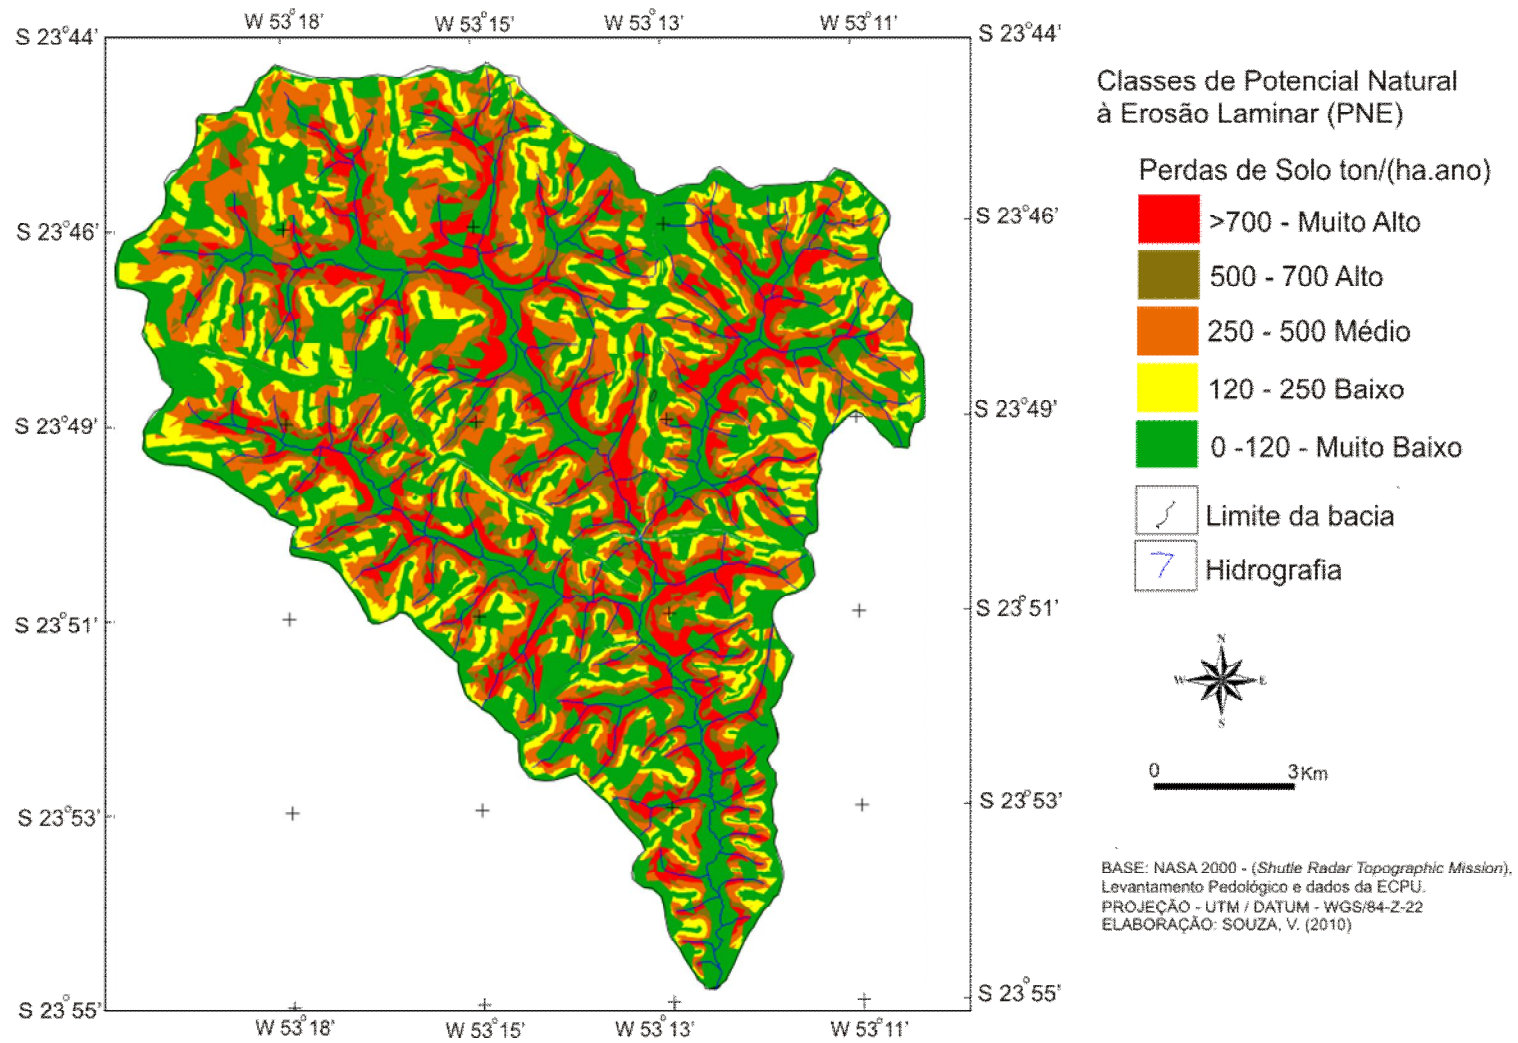 W 53°18' W 53°15' W 53°13' W 53°11'
S 23°44' S 23°44'
S 23°46' S 23°46'
S 23°49' S 23°49'
S 23°51' S 23°51'
S 23°53' S 23°53'
S 23°55' S 23°55'
W 53°18' W 53°15' W 53°13' W 53°11'
Classes de Potencial Natural
à Erosão Laminar (PNE)
Perdas de Solo ton/(ha.ano)
>700 - Muito Alto
500 - 700 Alto
250 - 500 Médio
120 - 250 Baixo
0 -120 - Muito Baixo
Limite da bacia
Hidrografia
N
W E
S
0 3Km
BASE: NASA 2000 - (Shutle Radar Topographic Mission),
Levantamento Pedológico e dados da ECPU.
PROJEÇÃO - UTM / DATUM - WGS/84-Z-22
ELABORAÇÃO: SOUZA, V. (2010)